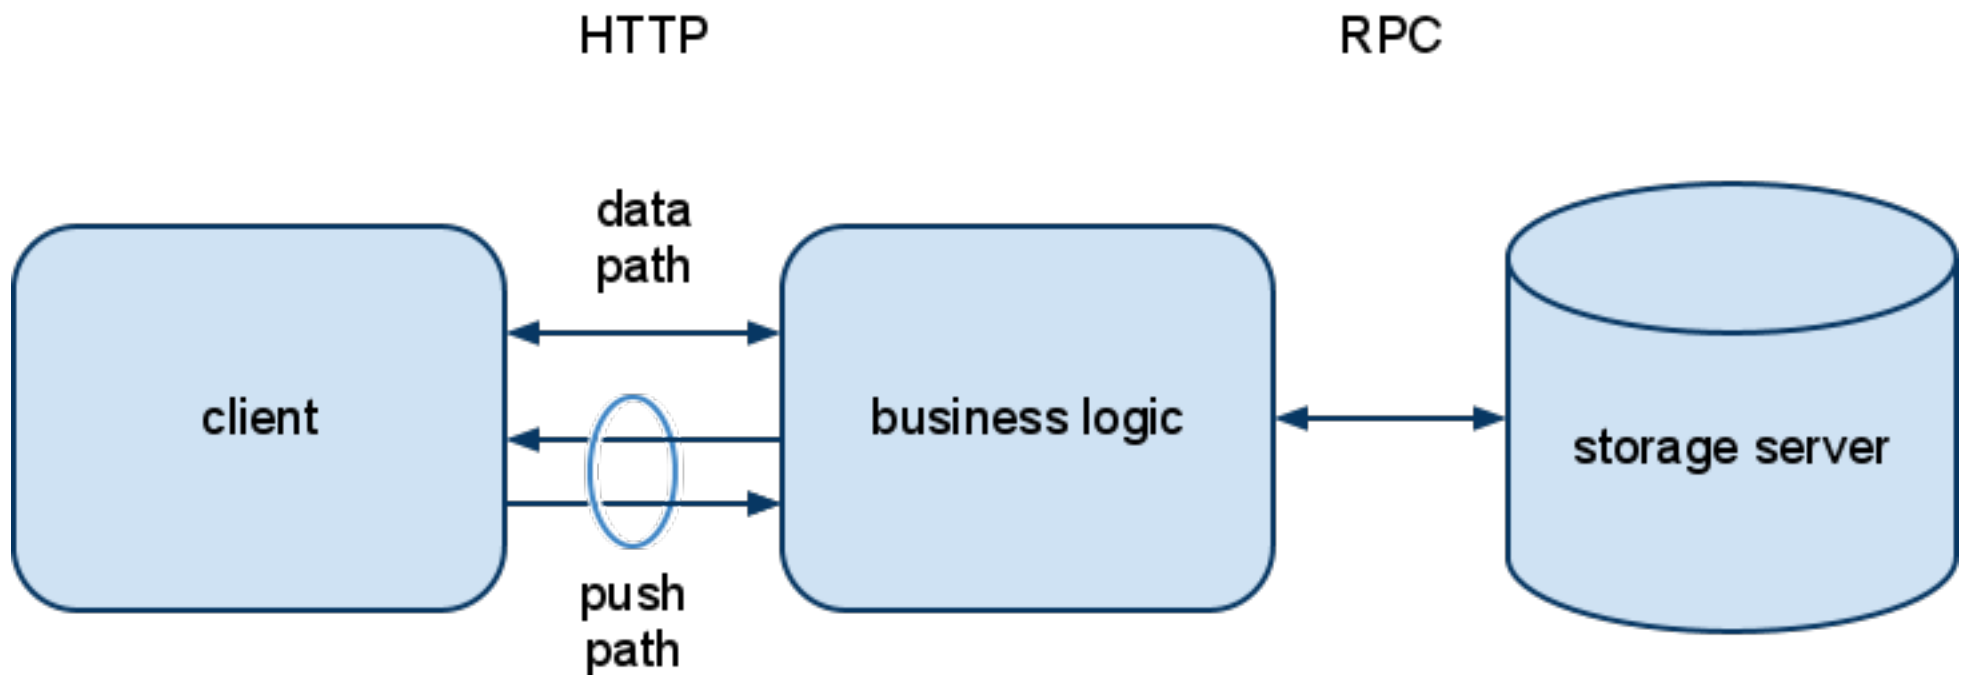 HTTP
RPC
data
path
client
business logic
storage server
push
path